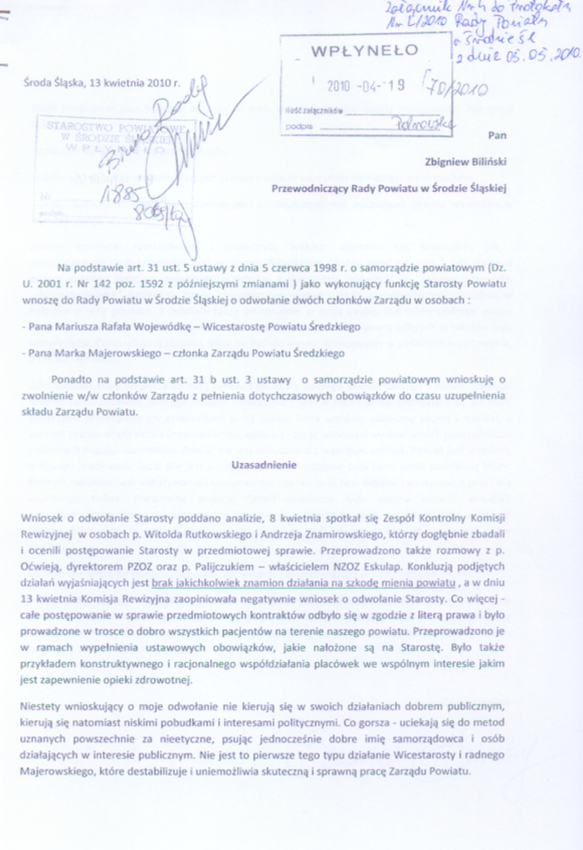 Załącznik Nr 4 do Protokołu
Nr L/2010 Rady Powiatu
w Środzie Śl.
z dnia 05.05.2010.
WPŁYNEŁO
2010 -04- 19
70/2010
ilość załączników
podpis
Środa Śląska, 13 kwietnia 2010 r.
Biuro Rady
STAROSTWO POWIATOWE
W ŚRODZIE ŚLĄSKIEJ
WPŁYNĘŁO
1885
Pan
Zbigniew Biliński
Przewodniczący Rady Powiatu w Środzie Śląskiej
Na podstawie art. 31 ust. 5 ustawy z dnia 5 czerwca 1998 r. o samorządzie powiatowym (Dz.
U. 2001 r. Nr 142 poz. 1592 z późniejszymi zmianami ) jako wykonujący funkcję Starosty Powiatu
wnoszę do Rady Powiatu w Środzie Śląskiej o odwołanie dwóch członków Zarządu w osobach :
- Pana Mariusza Rafała Wojewódkę – Wicestarostę Powiatu Średzkiego
- Pana Marka Majerowskiego – członka Zarządu Powiatu Średzkiego
Ponadto na podstawie art. 31 b ust. 3 ustawy o samorządzie powiatowym wnioskuję o
zwolnienie w/w członków Zarządu z pełnienia dotychczasowych obowiązków do czasu uzupełnienia
składu Zarządu Powiatu.
Uzasadnienie
Wniosek o odwołanie Starosty poddano analizie, 8 kwietnia spotkał się Zespół Kontrolny Komisji
Rewizyjnej w osobach p. Witolda Rutkowskiego i Andrzeja Znamirowskiego, którzy dogłębnie zbadali
i ocenili postępowanie Starosty w przedmiotowej sprawie. Przeprowadzono także rozmowy z p.
Oćwieją, dyrektorem PZOZ oraz p. Palijczukiem – właścicielem NZOZ Eskulap. Konkluzją podjętych
działań wyjaśniających jest brak jakichkolwiek znamion działania na szkodę mienia powiatu , a w dniu
13 kwietnia Komisja Rewizyjna zaopiniowała negatywnie wniosek o odwołanie Starosty. Co więcej -
całe postępowanie w sprawie przedmiotowych kontraktów odbyło się w zgodzie z literą prawa i było
prowadzone w trosce o dobro wszystkich pacjentów na terenie naszego powiatu. Przeprowadzono je
w ramach wypełnienia ustawowych obowiązków, jakie nałożone są na Starostę. Było także
przykładem konstruktywnego i racjonalnego współdziałania placówek we wspólnym interesie jakim
jest zapewnienie opieki zdrowotnej.
Niestety wnioskujący o moje odwołanie nie kierują się w swoich działaniach dobrem publicznym,
kierują się natomiast niskimi pobudkami i interesami politycznymi. Co gorsza - uciekają się do metod
uznanych powszechnie za nieetyczne, psując jednocześnie dobre imię samorządowca i osób
działających w interesie publicznym. Nie jest to pierwsze tego typu działanie Wicestarosty i radnego
Majerowskiego, które destabilizuje i uniemożliwia skuteczną i sprawną pracę Zarządu Powiatu.